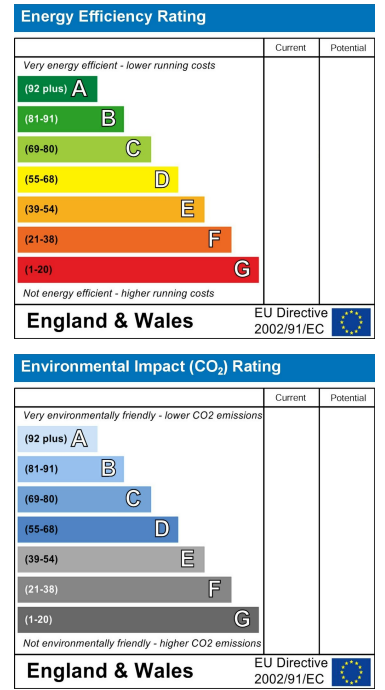 Energy Efficiency Rating
Current Potential
Very energy efficient - lower running costs
(92 plus) A
(81-91) B
(69-80) C
(55-68) D
(39-54) E
(21-38) F
(1-20) G
Not energy efficient - higher running costs
England & Wales
EU Directive
2002/91/EC
Environmental Impact (CO₂) Rating
Current Potential
Very environmentally friendly - lower CO2 emissions
(92 plus) A
(81-91) B
(69-80) C
(55-68) D
(39-54) E
(21-38) F
(1-20) G
Not environmentally friendly - higher CO2 emissions
England & Wales
EU Directive
2002/91/EC